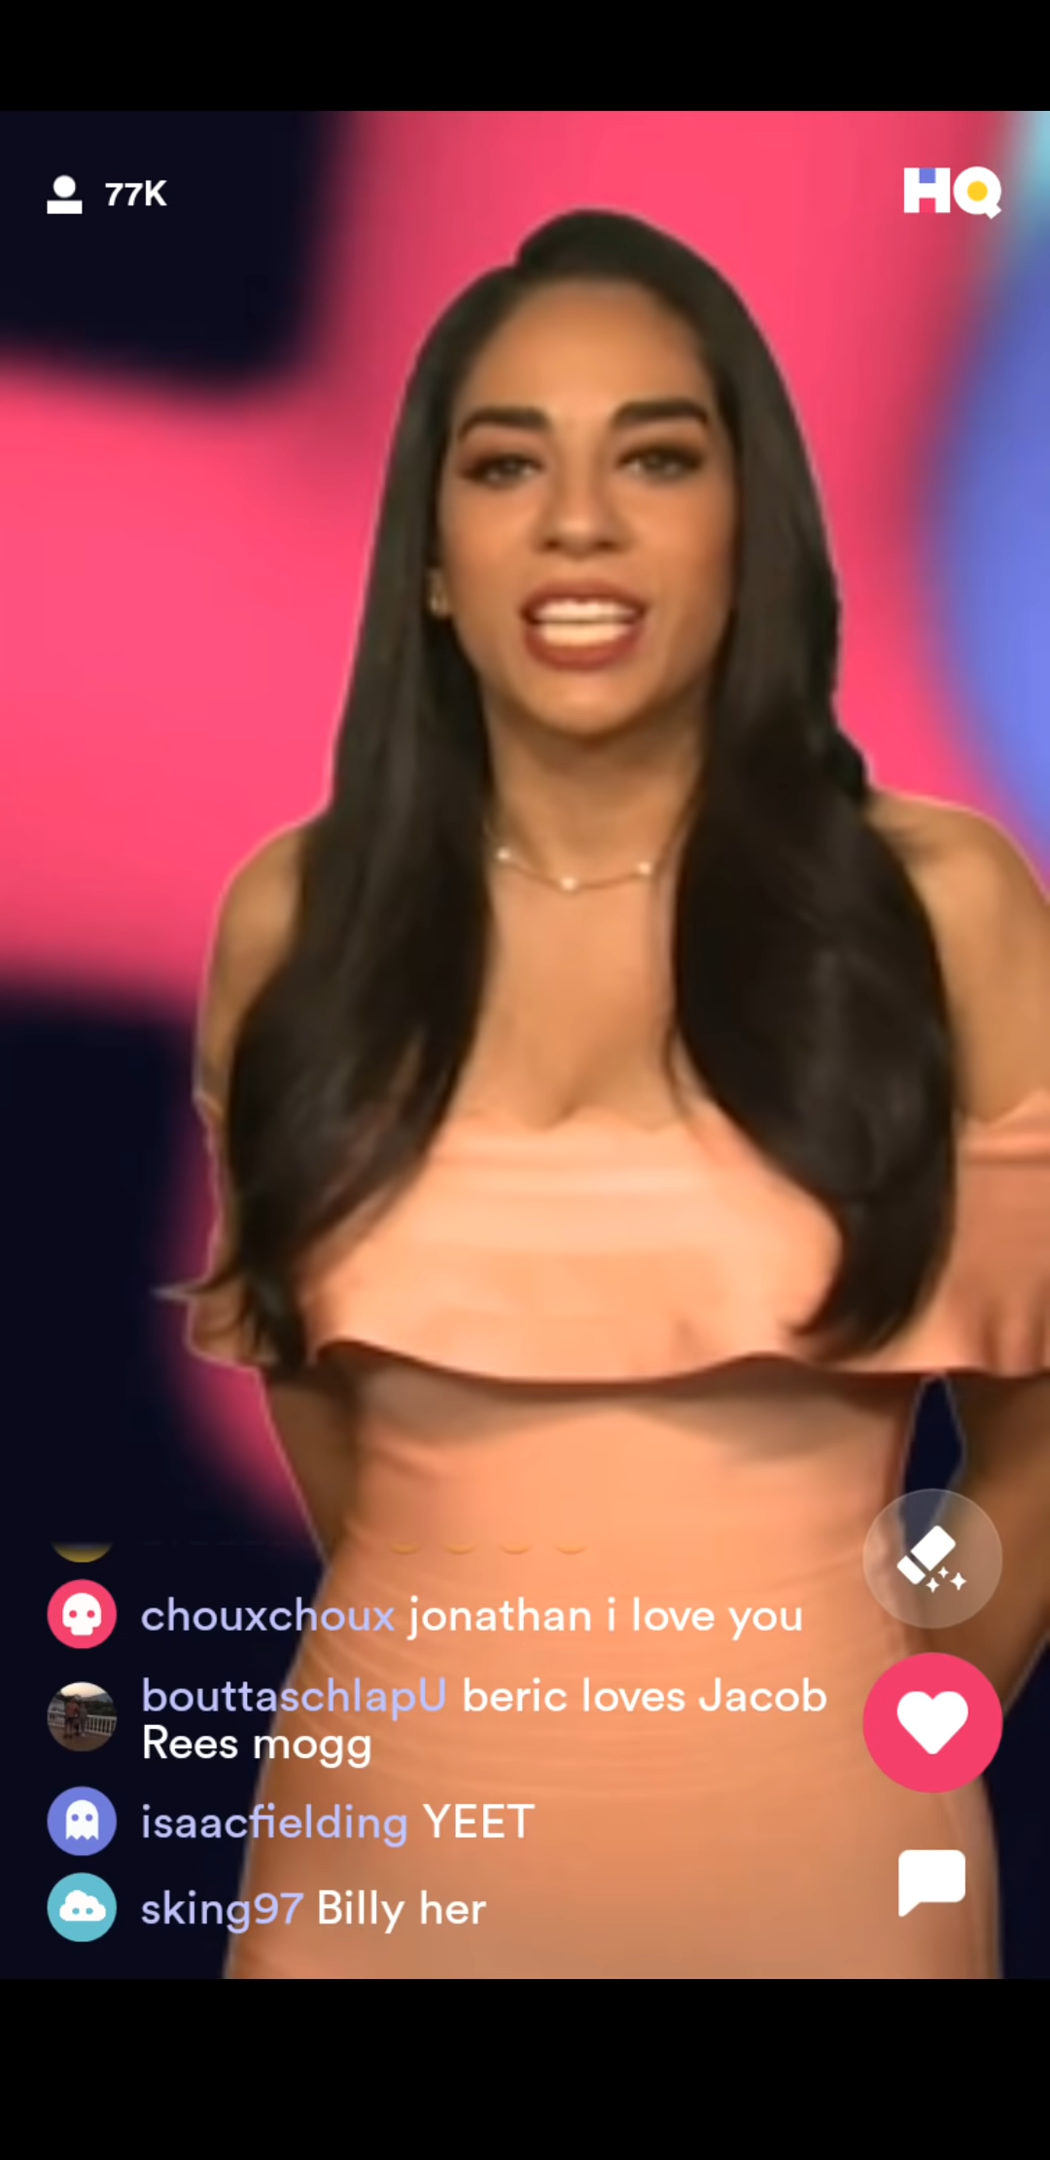 77K
HQ
chouxchoux jonathan i love you
bouttaschlapU beric loves Jacob
Rees mogg
isaacfielding YEET
sking97 Billy her